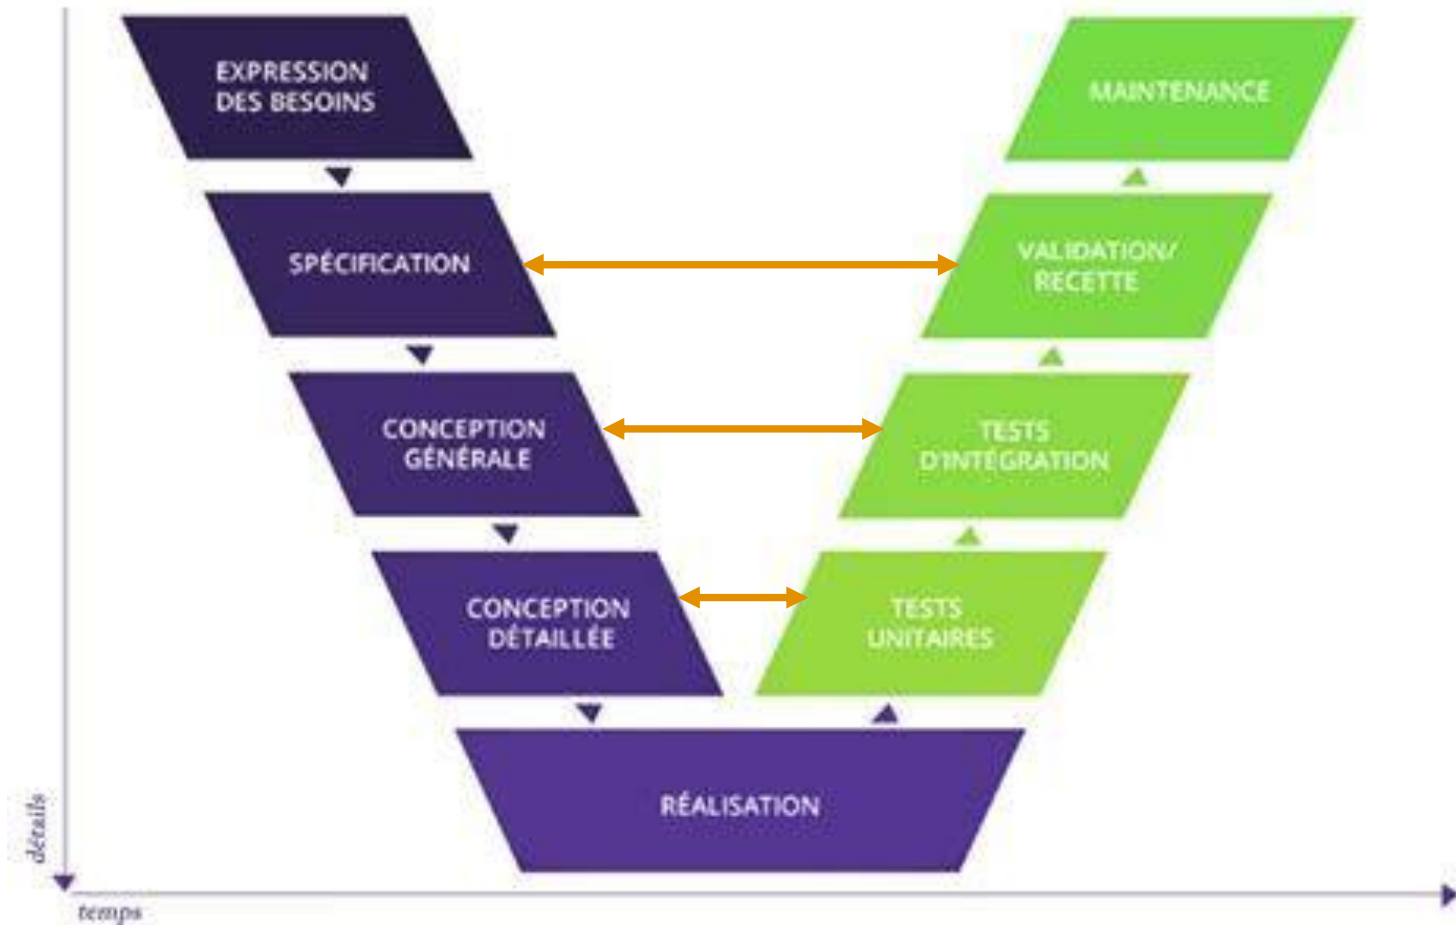 EXPRESSION
DES BESOINS
SPÉCIFICATION
CONCEPTION
GÉNÉRALE
CONCEPTION
DÉTAILLÉE
RÉALISATION
TESTS
UNITAIRES
TESTS
D'INTÉGRATION
VALIDATION/
RECETTE
MAINTENANCE
détails
temps